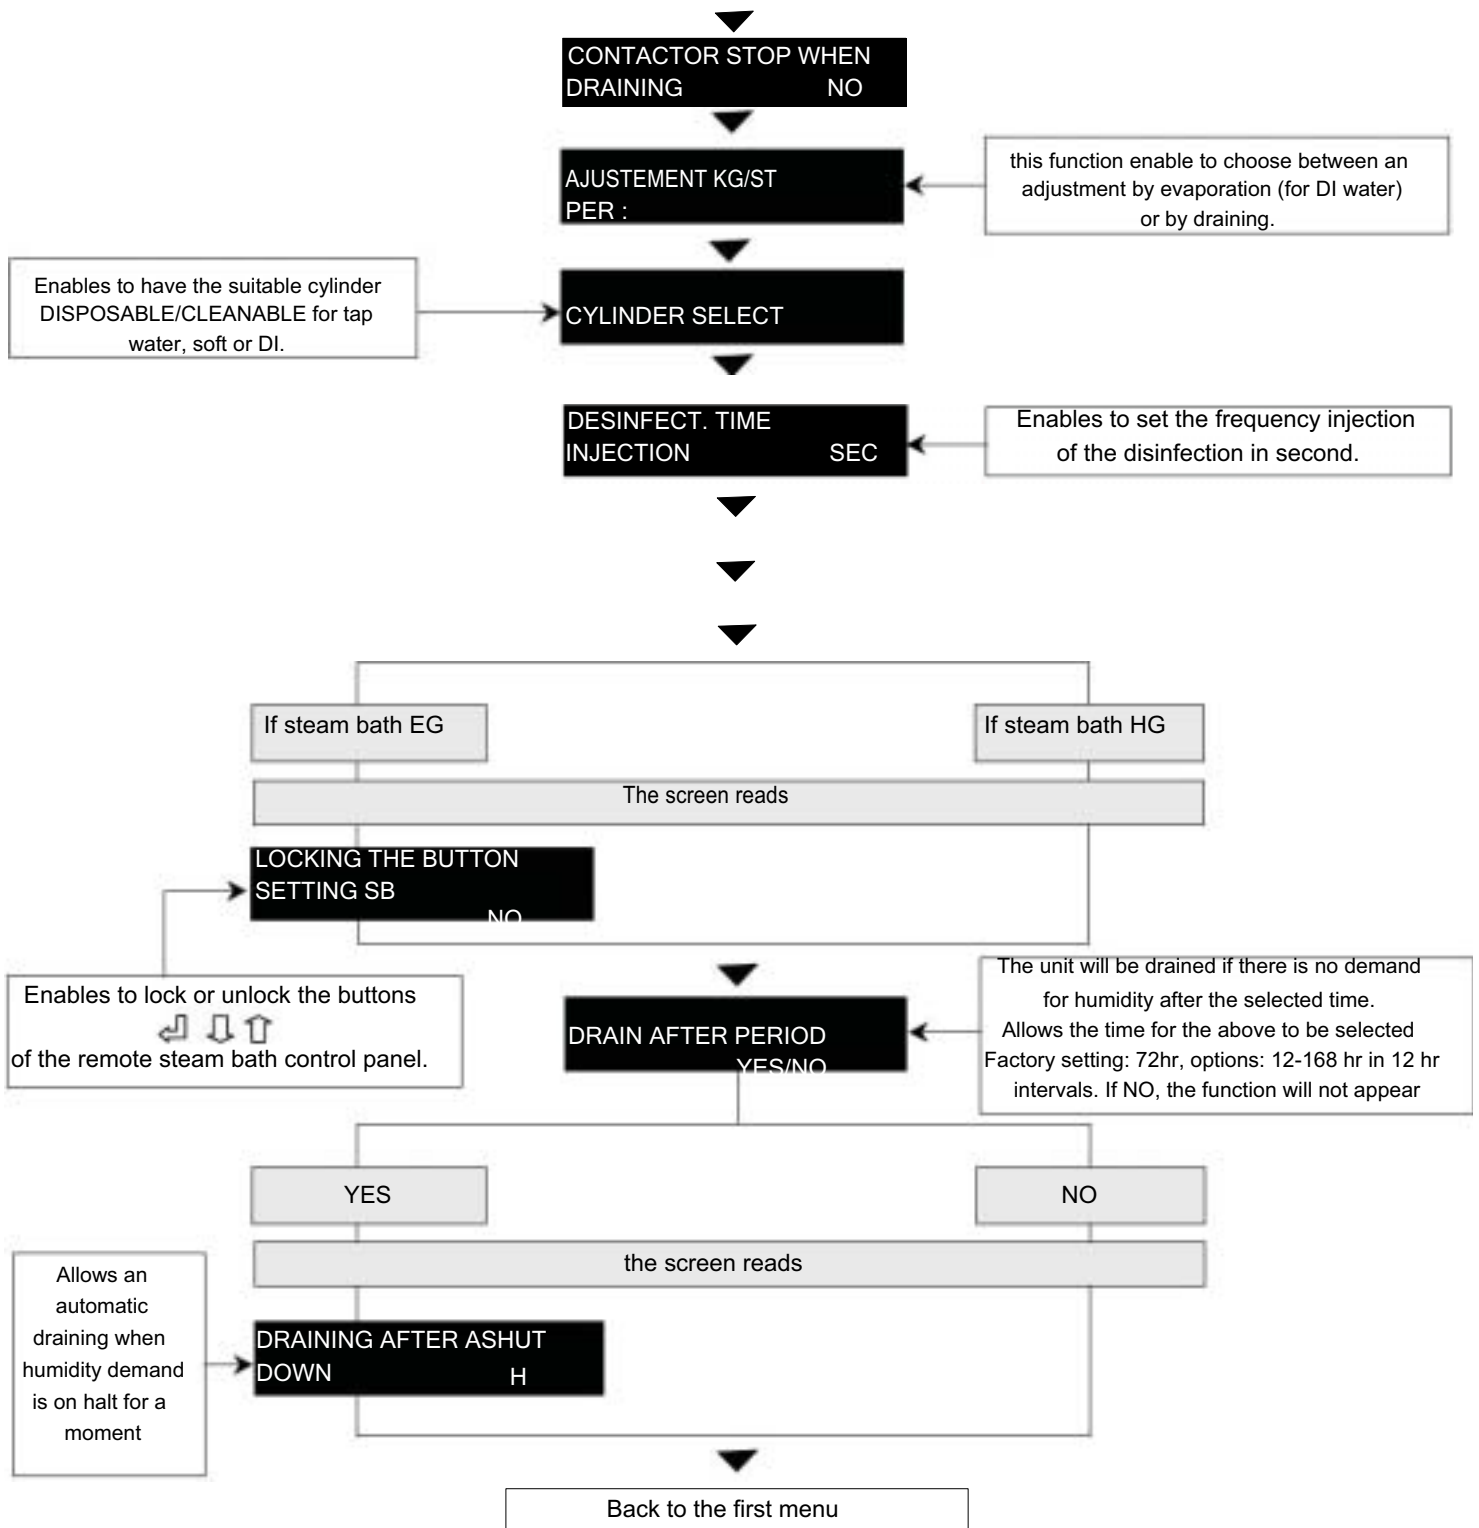 CONTACTOR STOP WHEN
DRAINING NO
AJUSTEMENT KG/ST
PER :
this function enable to choose between an
adjustment by evaporation (for DI water)
or by draining.
Enables to have the suitable cylinder
DISPOSABLE/CLEANABLE for tap
water, soft or DI.
CYLINDER SELECT
DESINFECT. TIME
INJECTION SEC
Enables to set the frequency injection
of the disinfection in second.
If steam bath EG
If steam bath HG
The screen reads
LOCKING THE BUTTON
SETTING SB
NO
Enables to lock or unlock the buttons
of the remote steam bath control panel.
DRAIN AFTER PERIOD
YES/NO
The unit will be drained if there is no demand
for humidity after the selected time.
Allows the time for the above to be selected
Factory setting: 72hr, options: 12-168 hr in 12 hr
intervals. If NO, the function will not appear
YES
NO
the screen reads
Allows an
automatic
draining when
humidity demand
is on halt for a
moment
DRAINING AFTER ASHUT
DOWN H
Back to the first menu